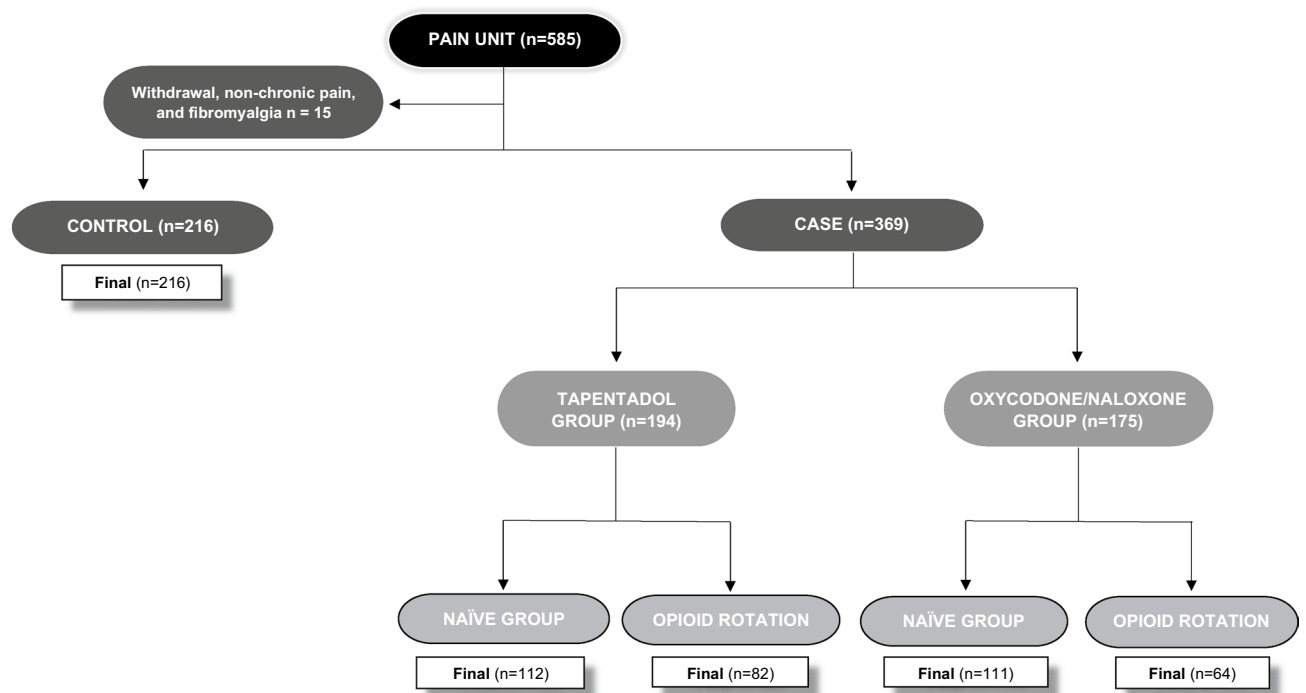 PAIN UNIT (n=585)
Withdrawal, non-chronic pain,
and fibromyalgia n = 15
CONTROL (n=216)
Final (n=216)
CASE (n=369)
TAPENTADOL
GROUP (n=194)
OXYCODONE/NALOXONE
GROUP (n=175)
NAÏVE GROUP
Final (n=112)
OPIOID ROTATION
Final (n=82)
NAÏVE GROUP
Final (n=111)
OPIOID ROTATION
Final (n=64)